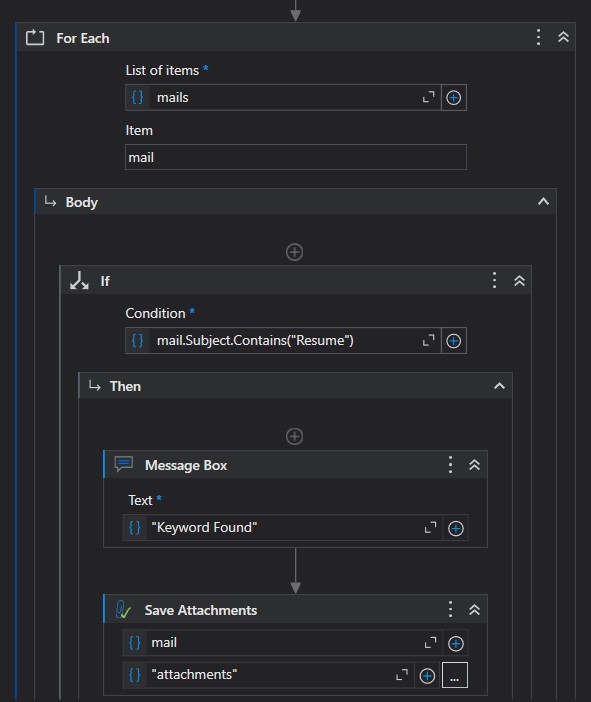 For Each
List of items *
{} mails
Item
mail
Body
If
Condition *
{} mail.Subject.Contains("Resume")
Then
Message Box
Text *
{} "Keyword Found"
Save Attachments
{} mail
{} "attachments" ...